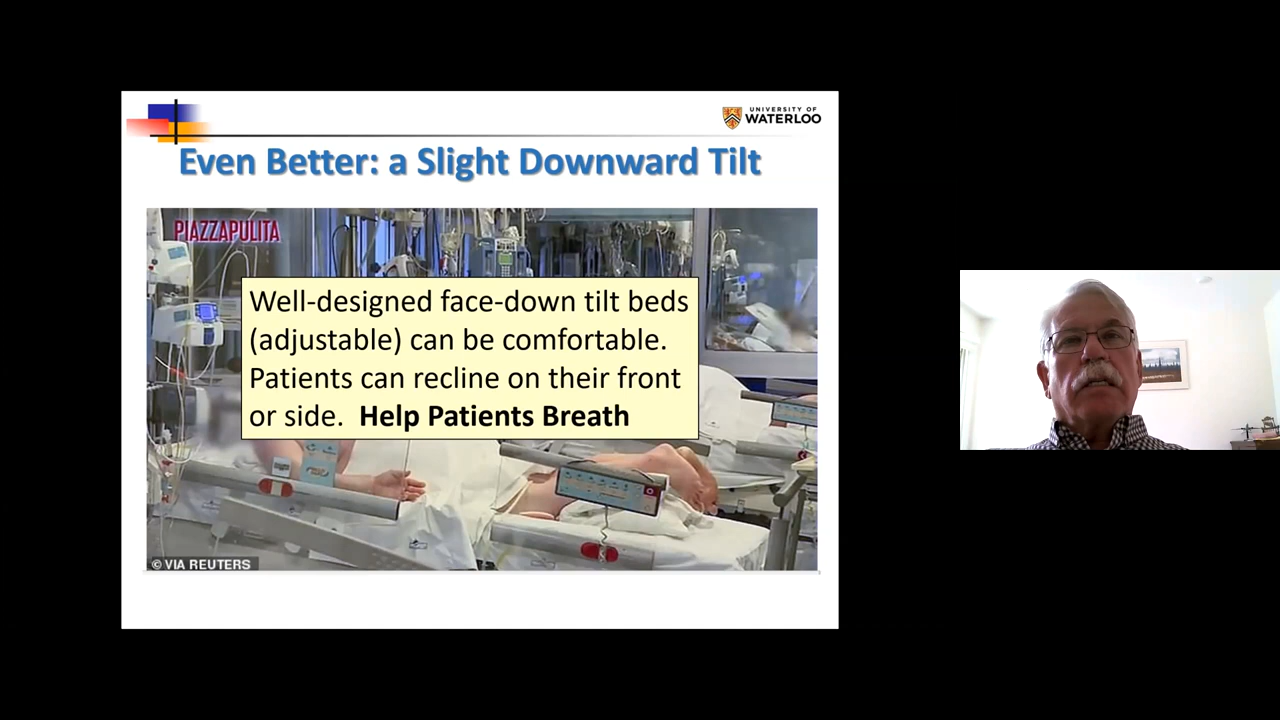 UNIVERSITY OF
WATERLOO
Even Better: a Slight Downward Tilt
PIAZZAPULITA
Well-designed face-down tilt beds
(adjustable) can be comfortable.
Patients can recline on their front
or side.  Help Patients Breath
© VIA REUTERS